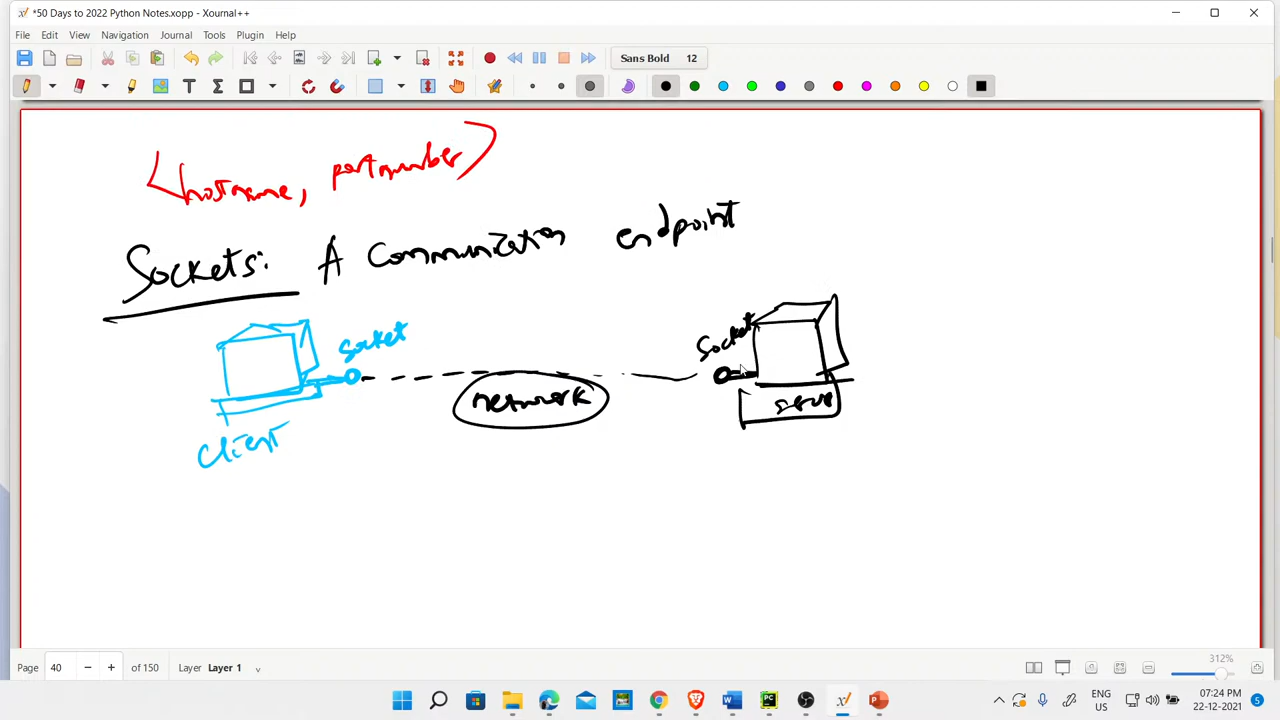 *50 Days to 2022 Python Notes.xopp - Xournal++
File Edit View Navigation Journal Tools Plugin Help
Sans Bold 12
<hostname, portnumber>
Sockets: A Communication endpoint
socket
Socket
network
serve
client
Page 40 of 150 Layer Layer 1
312%
ENG
US
07:24 PM
22-12-2021
5